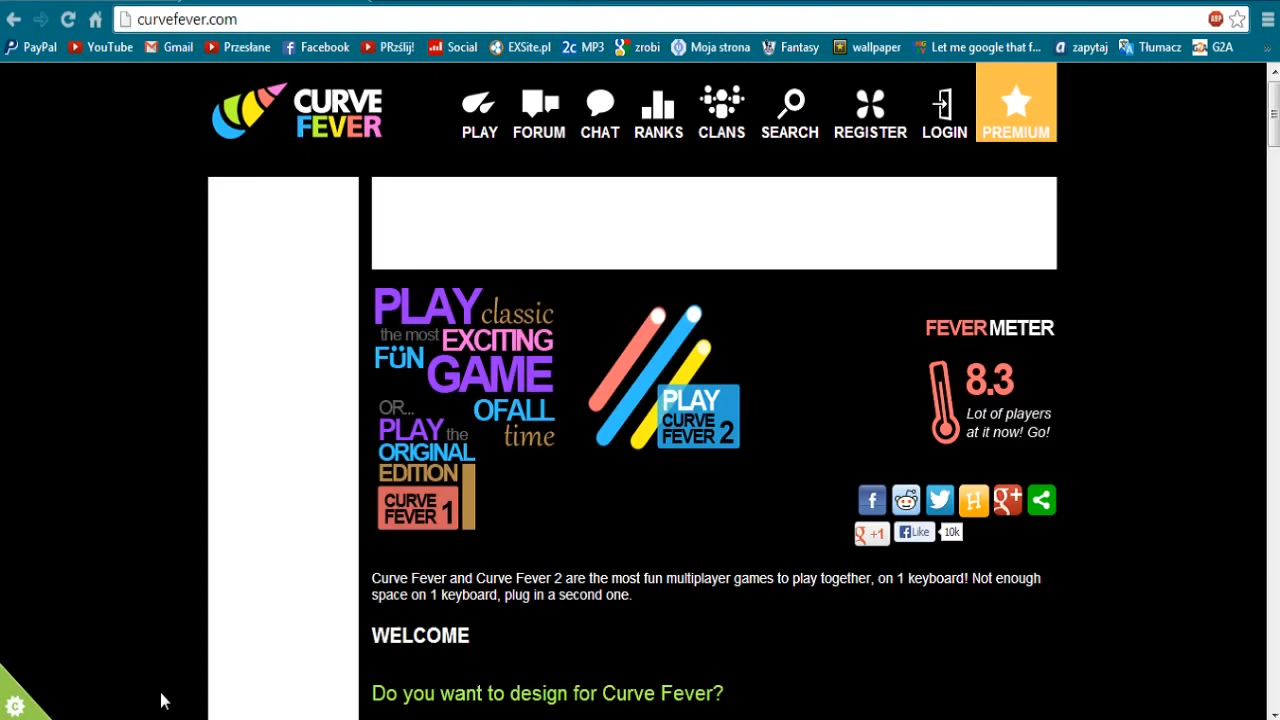 curvefever.com
ABP
PayPal YouTube Gmail Przesłane Facebook PRzślij! Social EXSite.pl 2c MP3 zrobi Moja strona Fantasy wallpaper Let me google that f... zapytaj Tłumacz G2A »
CURVE
FEVER
PLAY FORUM CHAT RANKS CLANS SEARCH REGISTER LOGIN PREMIUM
PLAY classic
the most EXCITING
FÜN GAME
OR... OFALL
PLAY the time
ORIGINAL
EDITION
CURVE
FEVER 1
PLAY
CURVE
FEVER 2
FEVERMETER
8.3
Lot of players
at it now! Go!
f g+ H
g +1 Like 10k
Curve Fever and Curve Fever 2 are the most fun multiplayer games to play together, on 1 keyboard! Not enough
space on 1 keyboard, plug in a second one.
WELCOME
Do you want to design for Curve Fever?
c